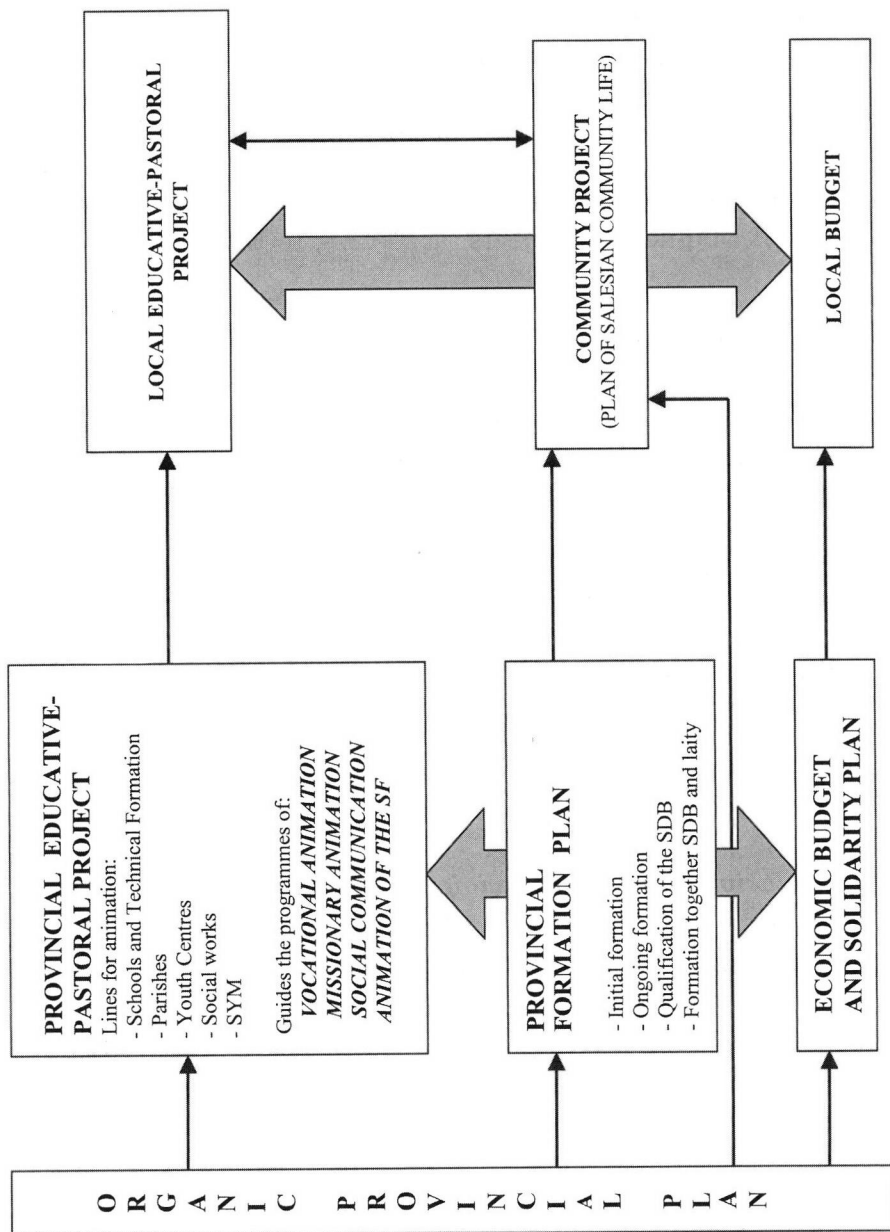 ORGANIC PROVINCIAL PLAN
PROVINCIAL EDUCATIVE-
PASTORAL PROJECT
Lines for animation:
- Schools and Technical Formation
- Parishes
- Youth Centres
- Social works
- SYM
Guides the programmes of:
VOCATIONAL ANIMATION
MISSIONARY ANIMATION
SOCIAL COMMUNICATION
ANIMATION OF THE SF
PROVINCIAL
FORMATION PLAN
- Initial formation
- Ongoing formation
- Qualification of the SDB
- Formation together SDB and laity
ECONOMIC BUDGET
AND SOLIDARITY PLAN
LOCAL EDUCATIVE-PASTORAL
PROJECT
COMMUNITY PROJECT
(PLAN OF SALESIAN COMMUNITY LIFE)
LOCAL BUDGET